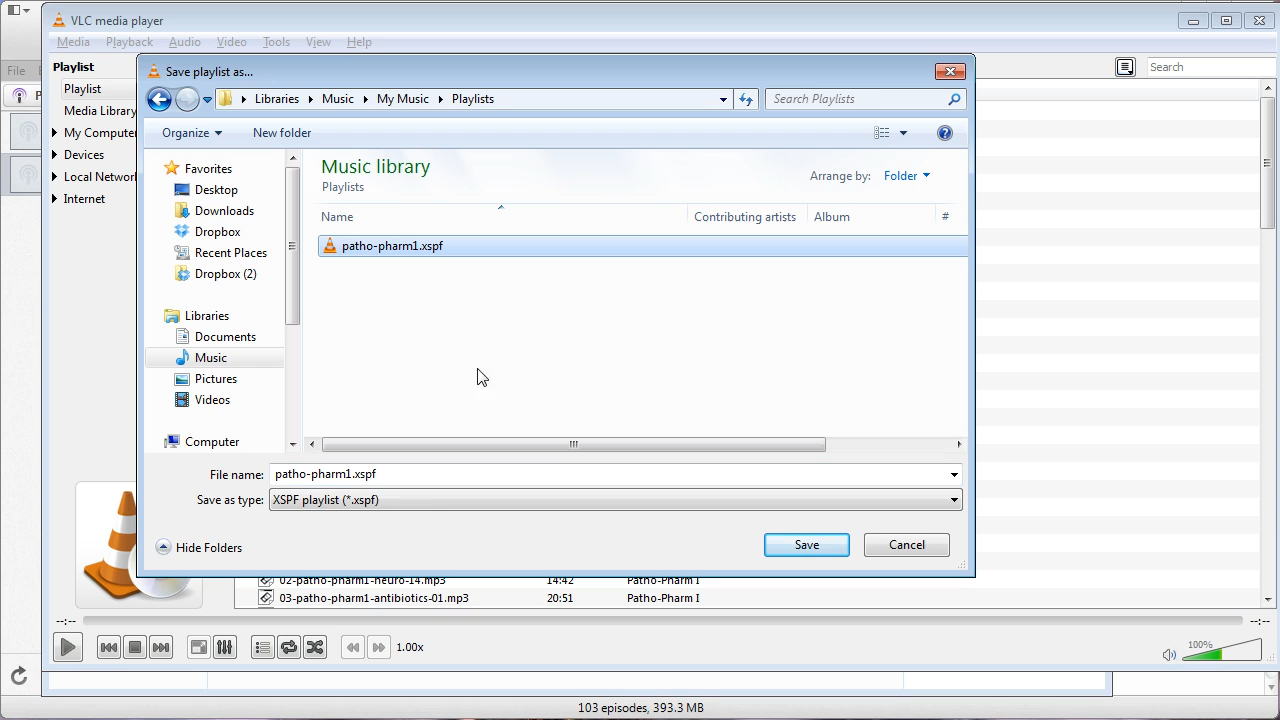 VLC media player
Media Playback Audio Video Tools View Help
File
Playlist
Save playlist as...
Search
Playlist
Media Library
My Compute
Devices
Local Networ
Internet
Libraries Music My Music Playlists
Search Playlists
Organize New folder
Favorites
Desktop
Downloads
Dropbox
Recent Places
Dropbox (2)
Libraries
Documents
Music
Pictures
Videos
Computer
Music library
Playlists
Arrange by: Folder
Name Contributing artists Album #
patho-pharm1.xspf
File name: patho-pharm1.xspf
Save as type: XSPF playlist (*.xspf)
Hide Folders
Save Cancel
02-patho-pharm1-neuro-14.mp3 14:42 Patho-Pharm I
03-patho-pharm1-antibiotics-01.mp3 20:51 Patho-Pharm I
--:-- --:--
1.00x
100%
103 episodes, 393.3 MB